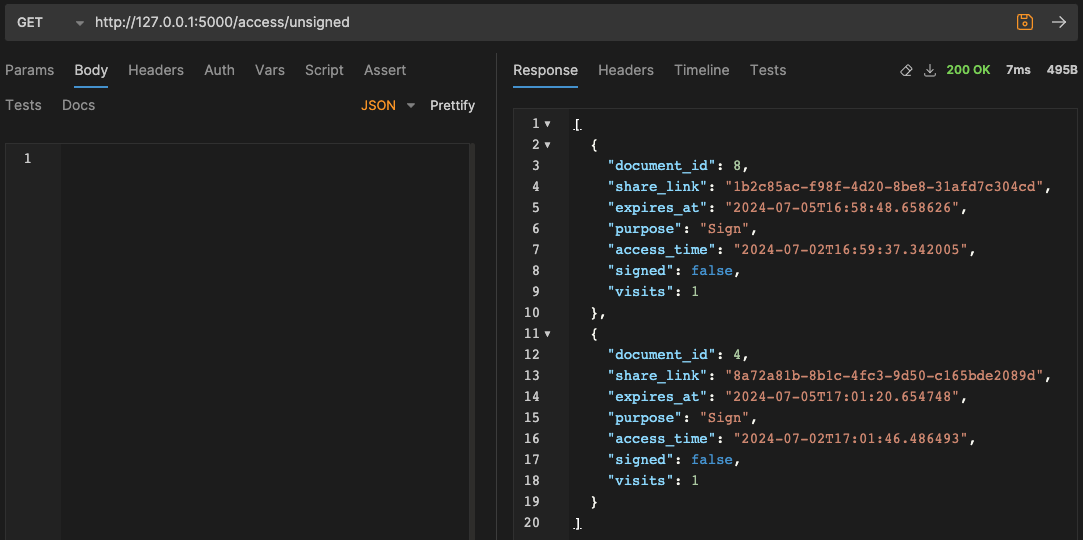 GET http://127.0.0.1:5000/access/unsigned
Params Body Headers Auth Vars Script Assert
Tests Docs JSON Prettify
1
Response Headers Timeline Tests 200 OK 7ms 495B
1 [
2 {
3 "document_id": 8,
4 "share_link": "1b2c85ac-f98f-4d20-8be8-31afd7c304cd",
5 "expires_at": "2024-07-05T16:58:48.658626",
6 "purpose": "Sign",
7 "access_time": "2024-07-02T16:59:37.342005",
8 "signed": false,
9 "visits": 1
10 },
11 {
12 "document_id": 4,
13 "share_link": "8a72a81b-8b1c-4fc3-9d50-c165bde2089d",
14 "expires_at": "2024-07-05T17:01:20.654748",
15 "purpose": "Sign",
16 "access_time": "2024-07-02T17:01:46.486493",
17 "signed": false,
18 "visits": 1
19 }
20 ]